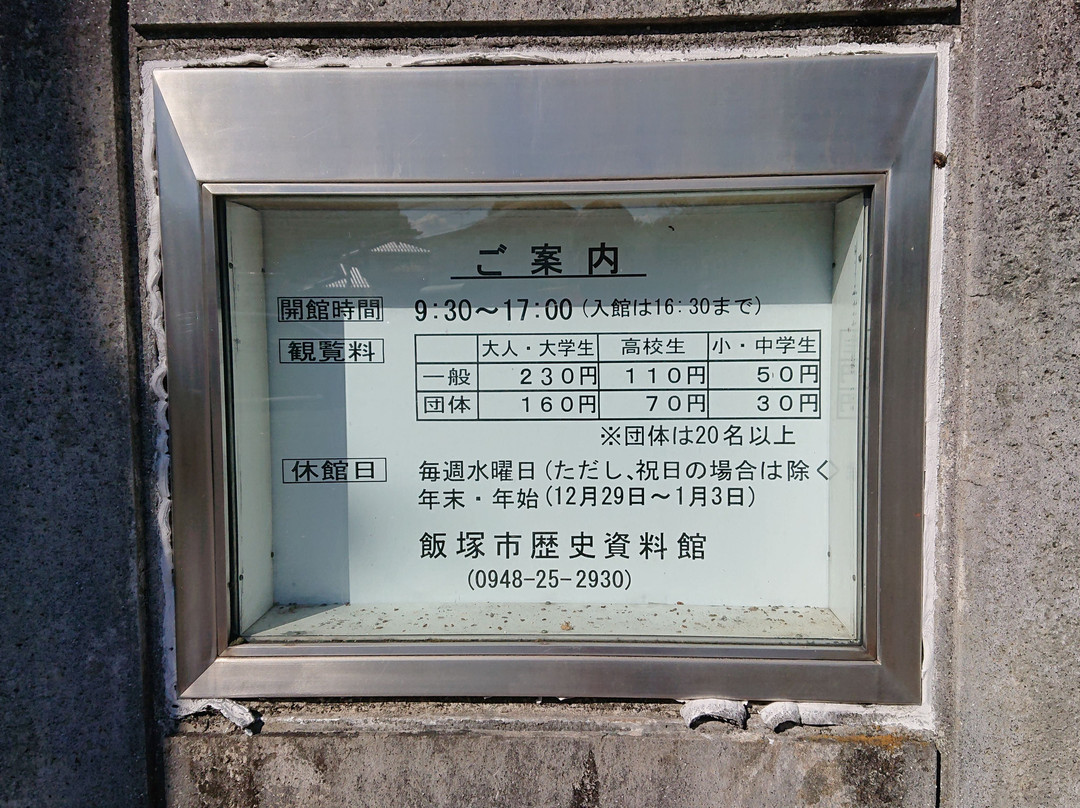 ご案内
開館時間 9:30～17:00（入館は16:30まで）
観覧料 大人・大学生 高校生 小・中学生
一般 230円 110円 50円
団体 160円 70円 30円
※団体は20名以上
休館日 毎週水曜日（ただし、祝日の場合は除く
年末・年始（12月29日～1月3日）
飯塚市歴史資料館
（0948-25-2930）